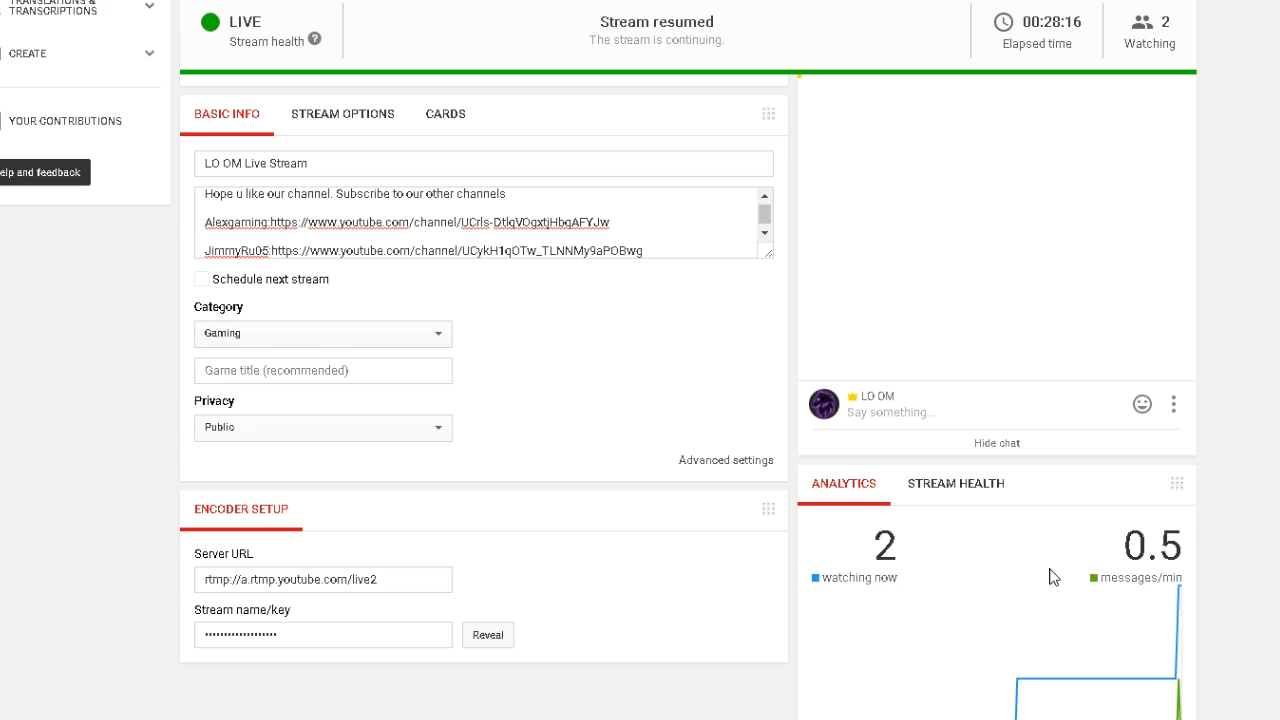 TRANSLATIONS &
TRANSCRIPTIONS
CREATE
YOUR CONTRIBUTIONS
elp and feedback
LIVE
Stream health
Stream resumed
The stream is continuing.
00:28:16
Elapsed time
2
Watching
BASIC INFO
STREAM OPTIONS
CARDS
LO OM Live Stream
Hope u like our channel. Subscribe to our other channels
Alexgaming:https://www.youtube.com/channel/UCrls-DtlqVOgxtjHbqAFYJw
JimmyRu05:https://www.youtube.com/channel/UCykH1qOTw_TLNNMy9aPOBwg
Schedule next stream
Category
Gaming
Game title (recommended)
Privacy
Public
Advanced settings
ENCODER SETUP
Server URL
rtmp://a.rtmp.youtube.com/live2
Stream name/key
Reveal
LO OM
Say something...
Hide chat
ANALYTICS
STREAM HEALTH
2
watching now
0.5
messages/min